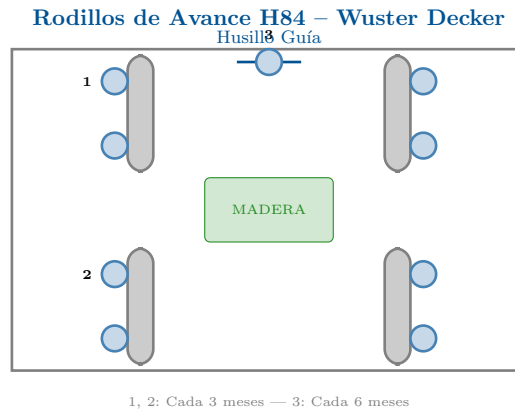 Rodillos de Avance H84 – Wuster Decker
Husillo Guía
3
1
MADERA
2
1, 2: Cada 3 meses — 3: Cada 6 meses